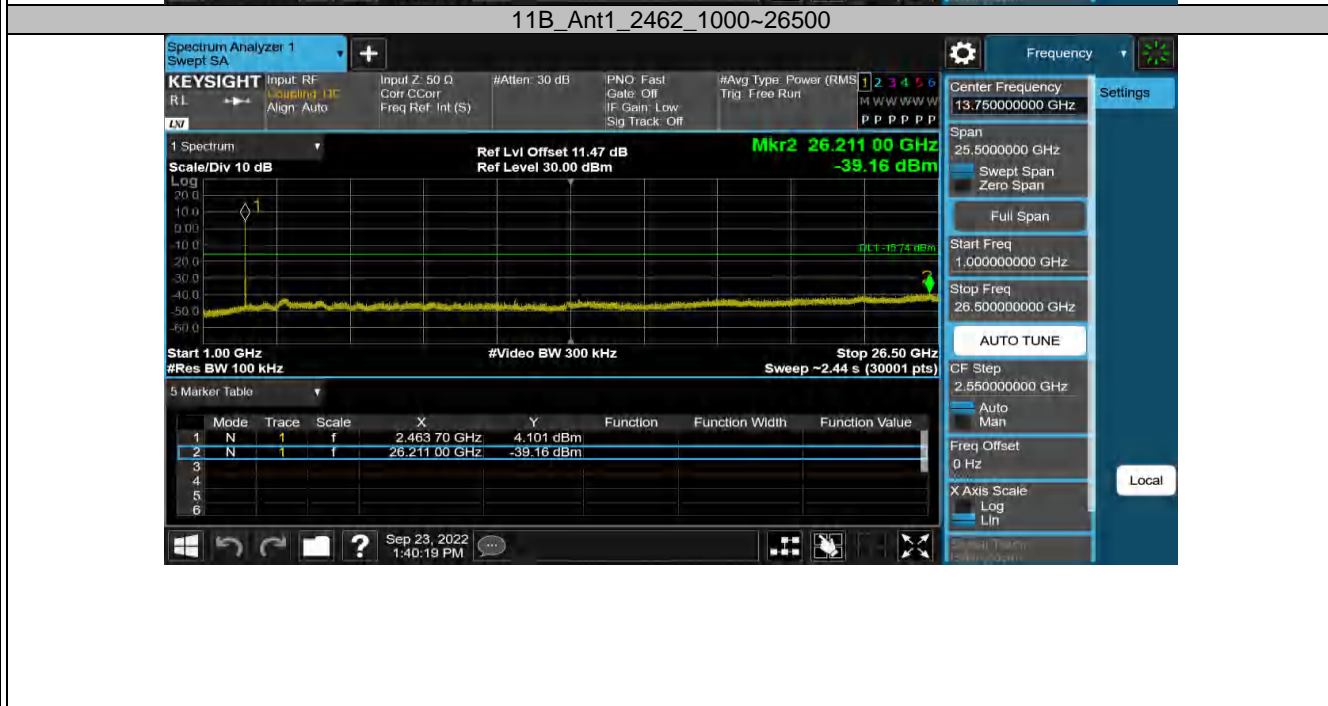 11B_Ant1_2462_1000~26500
Spectrum Analyzer 1
Swept SA
Frequency
KEYSIGHT
RL
LXI
Input: RF
Coupling: DC
Align: Auto
Input Z: 50 Ω
Corr CCorr
Freq Ref: Int (S)
#Atten: 30 dB
PNO: Fast
Gate: Off
IF Gain: Low
Sig Track: Off
#Avg Type: Power (RMS
Trig: Free Run
1 2 3 4 5 6
M W W W W W
P P P P P P
Center Frequency
13.750000000 GHz
Settings
1 Spectrum
Scale/Div 10 dB
Ref Lvl Offset 11.47 dB
Ref Level 30.00 dBm
Mkr2 26.211 00 GHz
-39.16 dBm
Span
25.5000000 GHz
Swept Span
Zero Span
Full Span
Start Freq
1.000000000 GHz
Stop Freq
26.500000000 GHz
AUTO TUNE
CF Step
2.550000000 GHz
Auto
Man
Freq Offset
0 Hz
X Axis Scale
Log
Lin
Local
Log
20.0
10.0
0.00
-10.0
-20.0
-30.0
-40.0
-50.0
-60.0
1
2
Start 1.00 GHz
#Res BW 100 kHz
#Video BW 300 kHz
Stop 26.50 GHz
Sweep ~2.44 s (30001 pts)
5 Marker Table
Mode Trace Scale X Y Function Function Width Function Value
1 N 1 f 2.463 70 GHz 4.101 dBm
2 N 1 f 26.211 00 GHz -39.16 dBm
3
4
5
6
?
Sep 23, 2022
1:40:19 PM